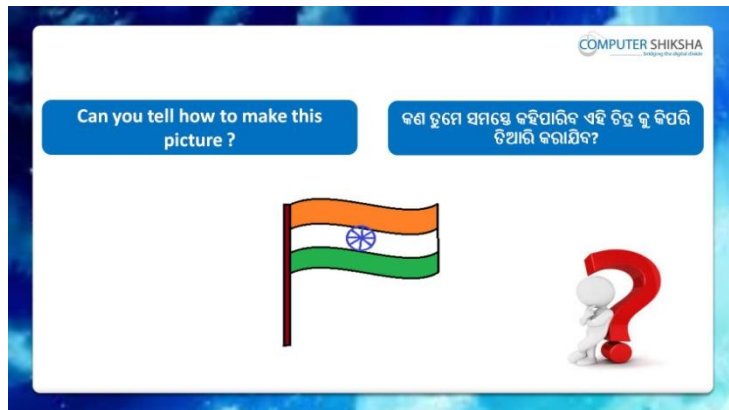 COMPUTER SHIKSHA
bridging the digital divide
Can you tell how to make this
picture ?
କଣ ତୁମେ ସମସ୍ତେ କହିପାରିବ ଏହି ଚିତ୍ର କୁ କିପରି
ତିଆରି କରାଯିବ?